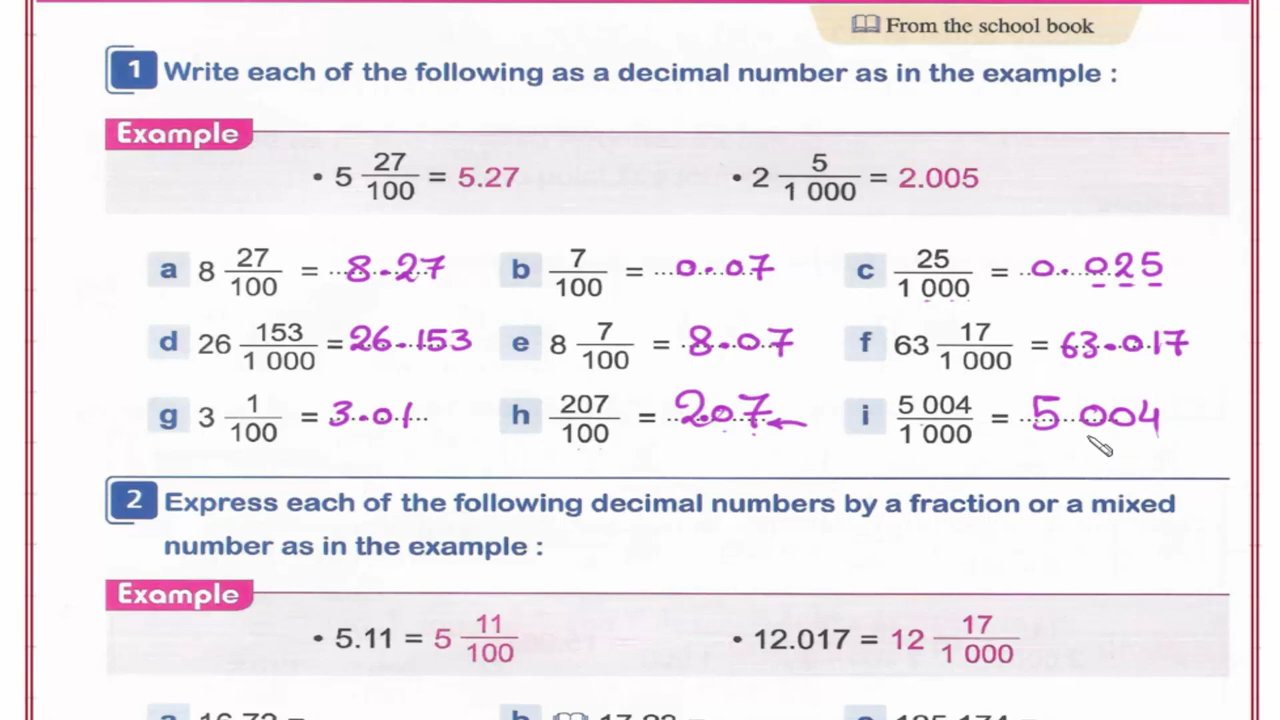 From the school book
1 Write each of the following as a decimal number as in the example :
Example
• 5 27/100 = 5.27 • 2 5/1 000 = 2.005
a 8 27/100 = 8.27 b 7/100 = 0.07 c 25/1 000 = 0.025
d 26 153/1 000 = 26.153 e 8 7/100 = 8.07 f 63 17/1 000 = 63.017
g 3 1/100 = 3.01 h 207/100 = 2.07 i 5 004/1 000 = 5.004
2 Express each of the following decimal numbers by a fraction or a mixed
number as in the example :
Example
• 5.11 = 5 11/100 • 12.017 = 12 17/1 000